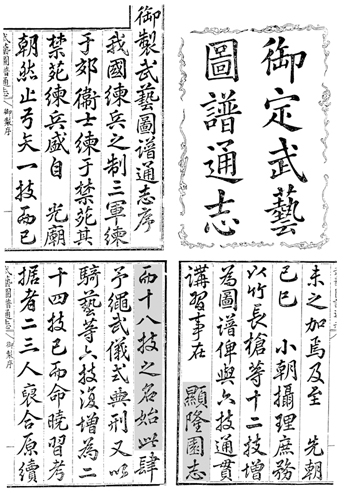 御定武藝
圖譜通志
御製武藝圖譜通志序
我國練兵之制三軍練
于郊衛士練于禁苑其
禁苑練兵盛自 光廟
朝然止弓矢一技而已
未之加焉及至 先朝
己巳 小朝攝理庶務
以竹長槍等十二技增
為圖譜俾與六技通貫
講習事在 顯隆園志
而十八技之名始此肆
予繩武儀式典刑又以
騎藝等六技復增為二
十四技已而命曉習考
據者二三人裒合原續